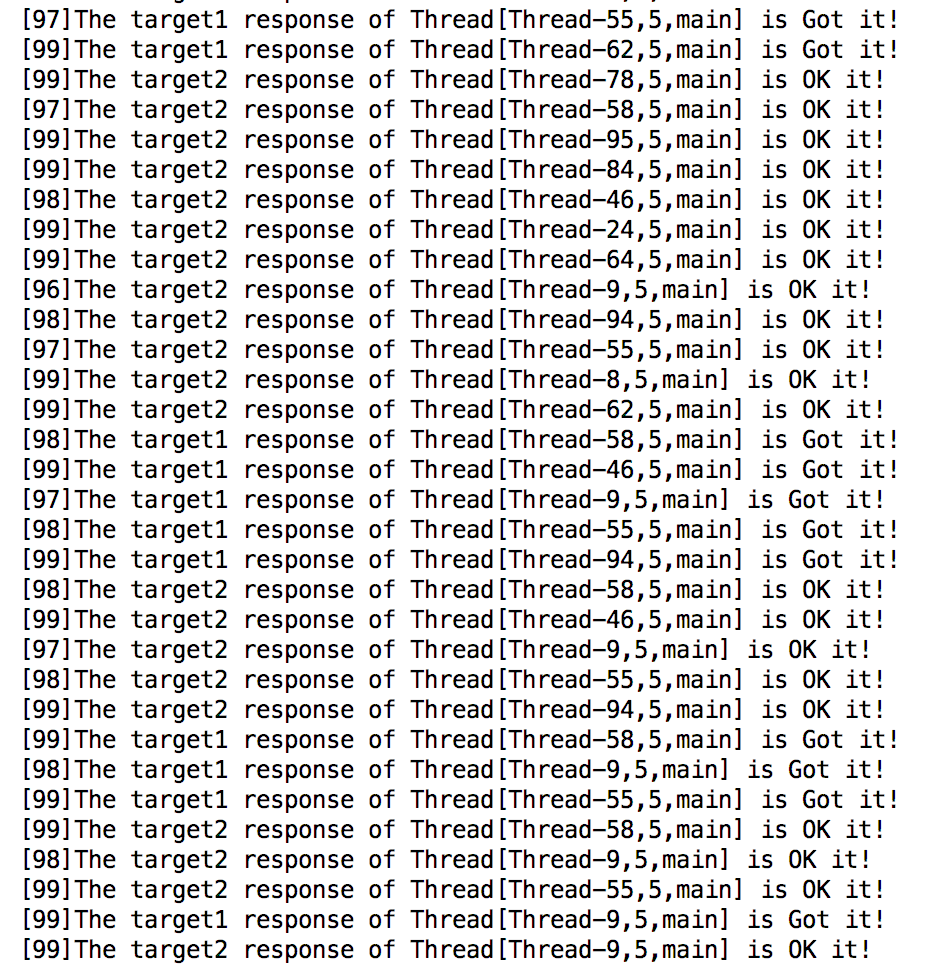 [97]The target1 response of Thread[Thread-55,5,main] is Got it!
[99]The target1 response of Thread[Thread-62,5,main] is Got it!
[99]The target2 response of Thread[Thread-78,5,main] is OK it!
[97]The target2 response of Thread[Thread-58,5,main] is OK it!
[99]The target2 response of Thread[Thread-95,5,main] is OK it!
[99]The target2 response of Thread[Thread-84,5,main] is OK it!
[98]The target2 response of Thread[Thread-46,5,main] is OK it!
[99]The target2 response of Thread[Thread-24,5,main] is OK it!
[99]The target2 response of Thread[Thread-64,5,main] is OK it!
[96]The target2 response of Thread[Thread-9,5,main] is OK it!
[98]The target2 response of Thread[Thread-94,5,main] is OK it!
[97]The target2 response of Thread[Thread-55,5,main] is OK it!
[99]The target2 response of Thread[Thread-8,5,main] is OK it!
[99]The target2 response of Thread[Thread-62,5,main] is OK it!
[98]The target1 response of Thread[Thread-58,5,main] is Got it!
[99]The target1 response of Thread[Thread-46,5,main] is Got it!
[97]The target1 response of Thread[Thread-9,5,main] is Got it!
[98]The target1 response of Thread[Thread-55,5,main] is Got it!
[99]The target1 response of Thread[Thread-94,5,main] is Got it!
[98]The target2 response of Thread[Thread-58,5,main] is OK it!
[99]The target2 response of Thread[Thread-46,5,main] is OK it!
[97]The target2 response of Thread[Thread-9,5,main] is OK it!
[98]The target2 response of Thread[Thread-55,5,main] is OK it!
[99]The target2 response of Thread[Thread-94,5,main] is OK it!
[99]The target1 response of Thread[Thread-58,5,main] is Got it!
[98]The target1 response of Thread[Thread-9,5,main] is Got it!
[99]The target1 response of Thread[Thread-55,5,main] is Got it!
[99]The target2 response of Thread[Thread-58,5,main] is OK it!
[98]The target2 response of Thread[Thread-9,5,main] is OK it!
[99]The target2 response of Thread[Thread-55,5,main] is OK it!
[99]The target1 response of Thread[Thread-9,5,main] is Got it!
[99]The target2 response of Thread[Thread-9,5,main] is OK it!